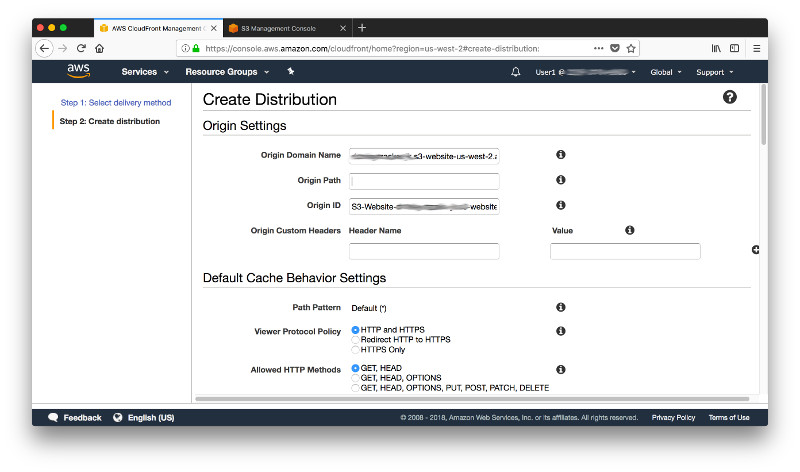 AWS CloudFront Management C
S3 Management Console
https://console.aws.amazon.com/cloudfront/home?region=us-west-2#create-distribution:
aws
Services
Resource Groups
User1 @
Global
Support
Step 1: Select delivery method
Step 2: Create distribution
Create Distribution
Origin Settings
Origin Domain Name
s3-website-us-west-2.a
Origin Path
Origin ID
S3-Website-
-website
Origin Custom Headers
Header Name
Value
Default Cache Behavior Settings
Path Pattern
Default (*)
Viewer Protocol Policy
HTTP and HTTPS
Redirect HTTP to HTTPS
HTTPS Only
Allowed HTTP Methods
GET, HEAD
GET, HEAD, OPTIONS
GET, HEAD, OPTIONS, PUT, POST, PATCH, DELETE
Feedback
English (US)
© 2008 - 2018, Amazon Web Services, Inc. or its affiliates. All rights reserved.
Privacy Policy
Terms of Use